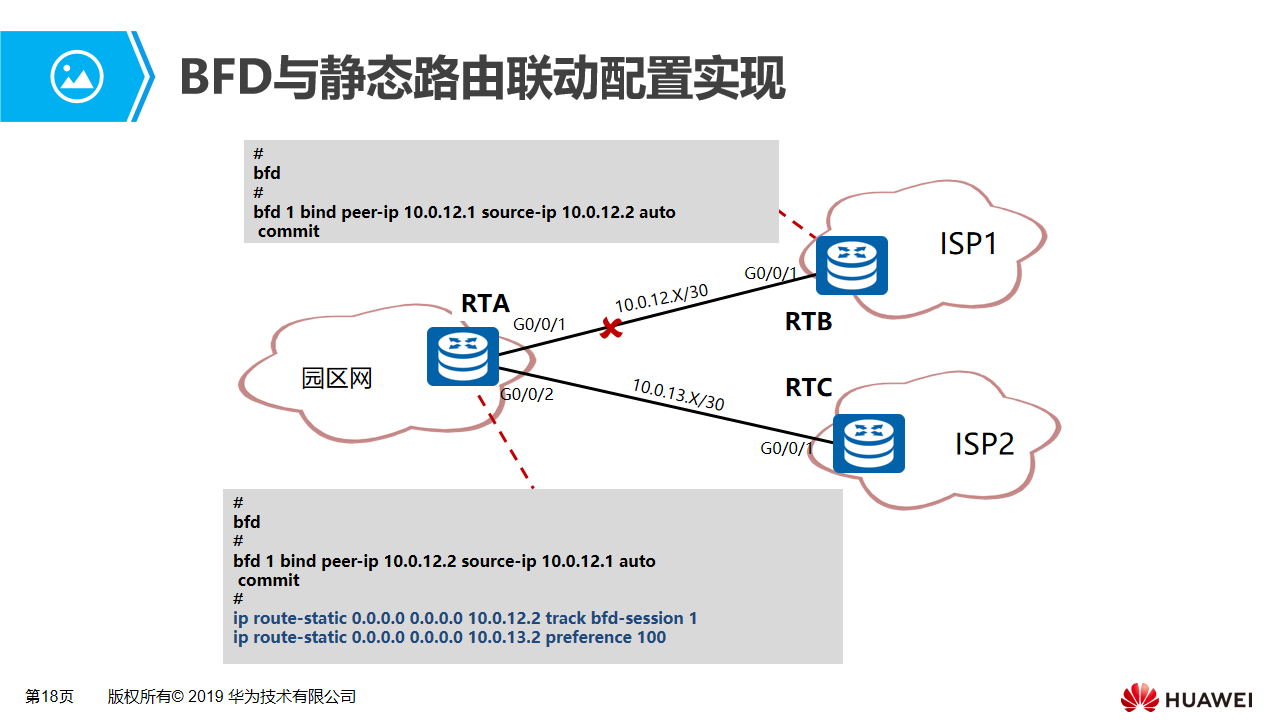 BFD与静态路由联动配置实现
#
bfd
#
bfd 1 bind peer-ip 10.0.12.1 source-ip 10.0.12.2 auto
commit
ISP1
G0/0/1
10.0.12.X/30
RTA
G0/0/1
RTB
园区网
G0/0/2
10.0.13.X/30
RTC
G0/0/1
ISP2
#
bfd
#
bfd 1 bind peer-ip 10.0.12.2 source-ip 10.0.12.1 auto
commit
#
ip route-static 0.0.0.0 0.0.0.0 10.0.12.2 track bfd-session 1
ip route-static 0.0.0.0 0.0.0.0 10.0.13.2 preference 100
第18页 版权所有© 2019 华为技术有限公司
HUAWEI